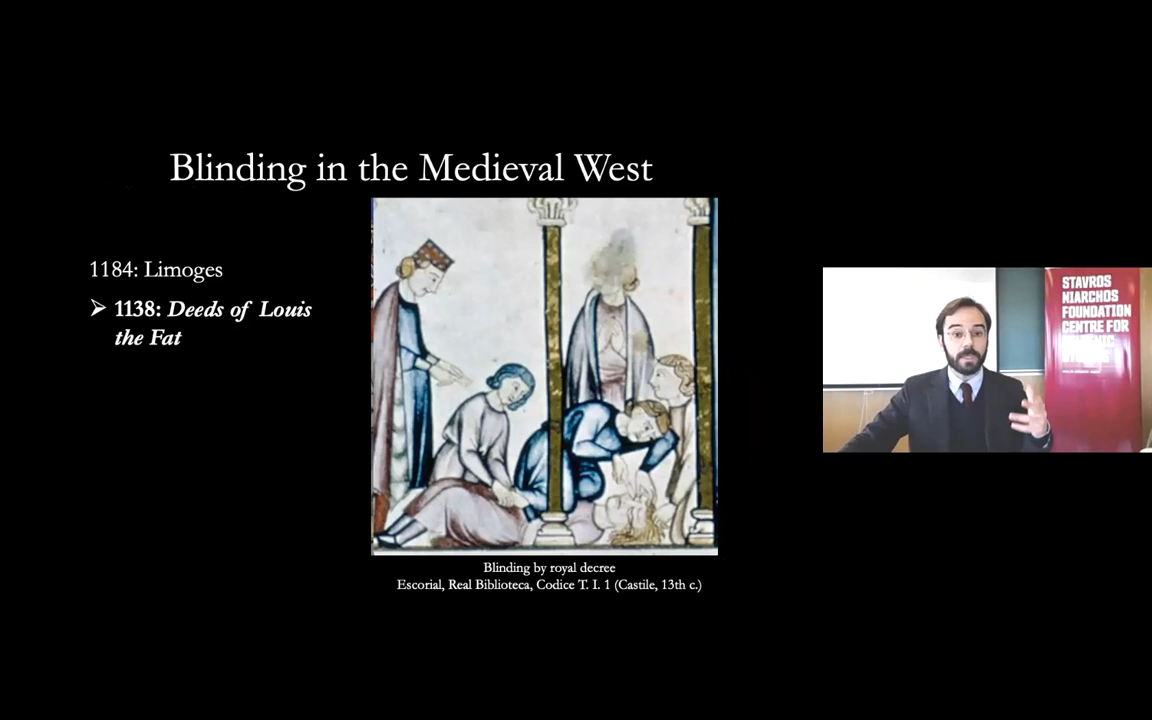 Blinding in the Medieval West
1184: Limoges
➢ 1138: Deeds of Louis
the Fat
Blinding by royal decree
Escorial, Real Biblioteca, Codice T. I. 1 (Castile, 13th c.)
STAVROS
NIARCHOS
FOUNDATION
CENTRE FOR